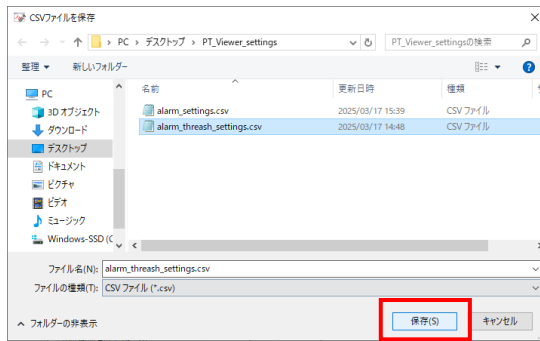 CSVファイルを保存
PC › デスクトップ › PT_Viewer_settings
PT_Viewer_settingsの検索
整理 新しいフォルダー
名前 更新日時 種類
PC
3D オブジェクト
ダウンロード
デスクトップ
ドキュメント
ピクチャ
ビデオ
ミュージック
Windows-SSD (C
alarm_settings.csv 2025/03/17 15:39 CSV ファイル
alarm_threash_settings.csv 2025/03/17 14:48 CSV ファイル
ファイル名(N): alarm_threash_settings.csv
ファイルの種類(T): CSV ファイル (*.csv)
フォルダーの非表示
保存(S) キャンセル